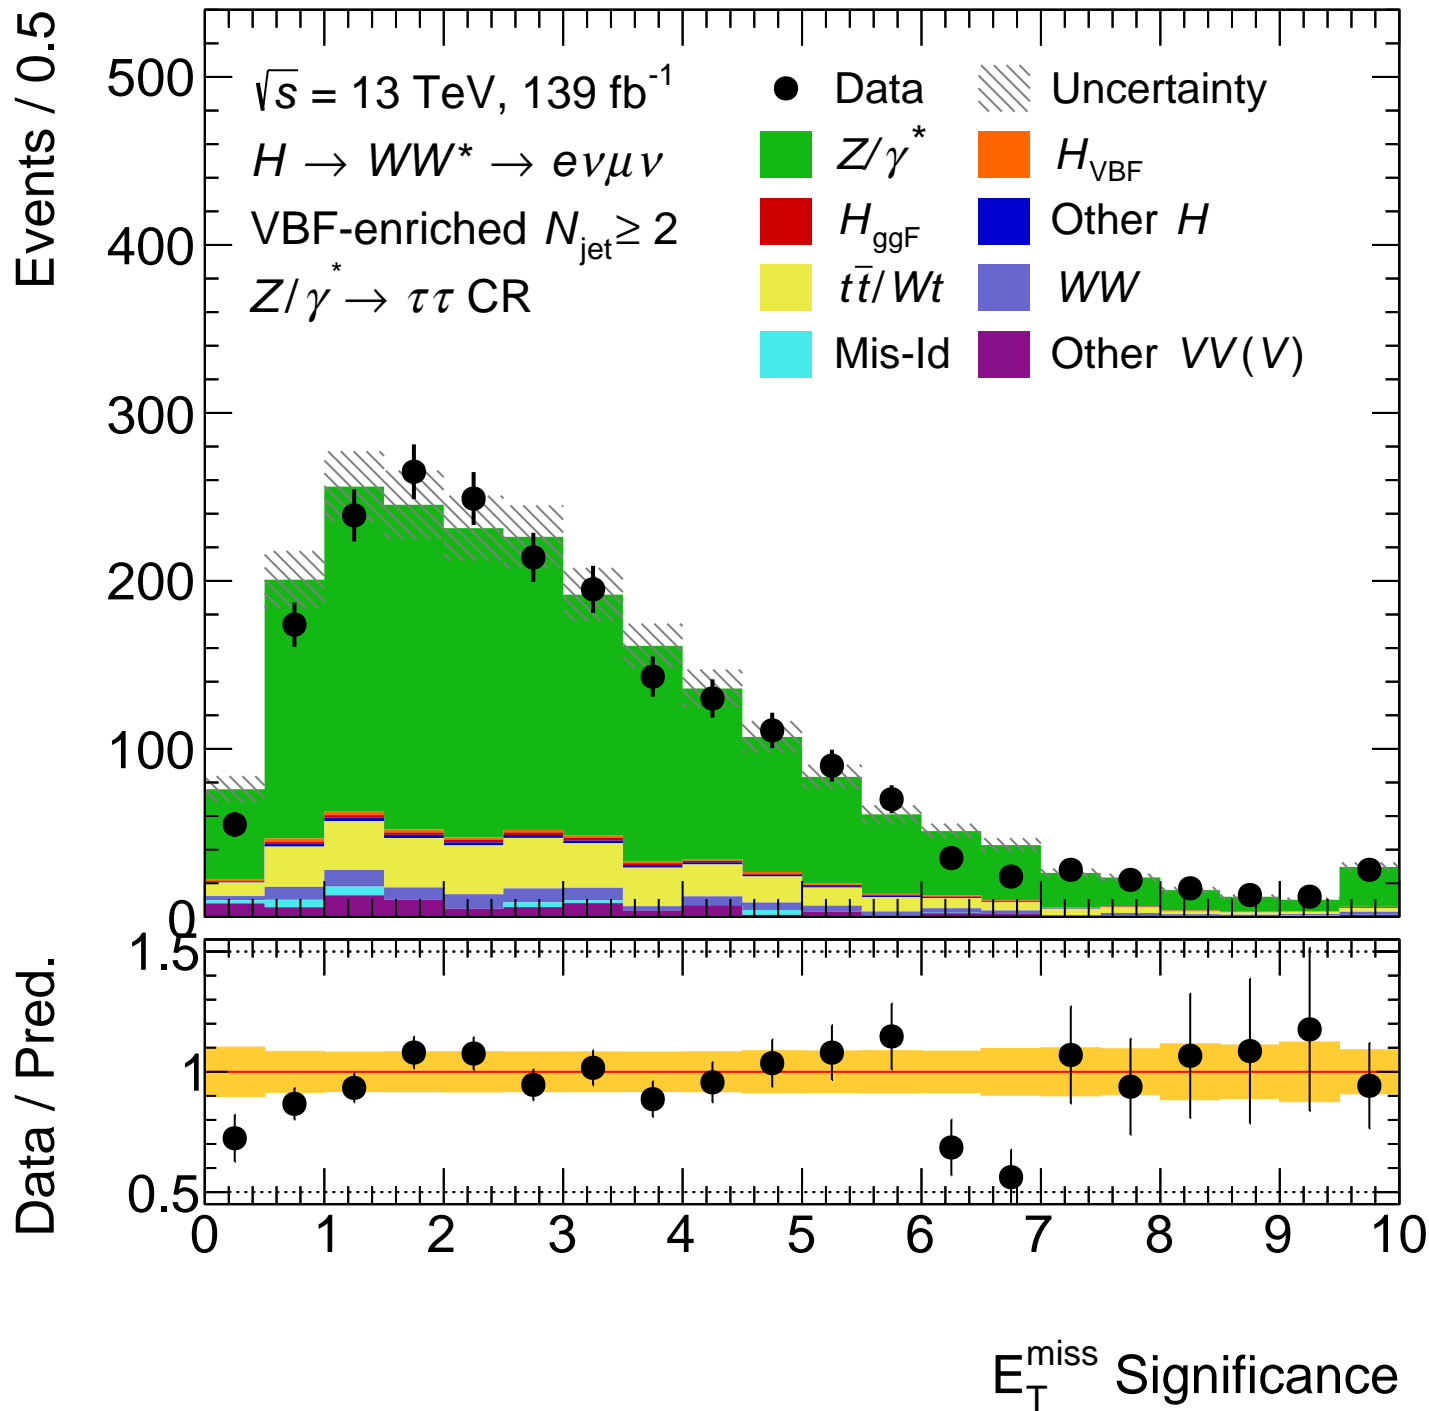 Events / 0.5
500
400
300
200
100
0
√s = 13 TeV, 139 fb⁻¹
H → WW* → eνμν
VBF-enriched N_jet ≥ 2
Z/γ* → ττ CR
Data
Uncertainty
Z/γ*
H_VBF
H_ggF
Other H
tt̄/Wt
WW
Mis-Id
Other VV(V)
Data / Pred.
1.5
1
0.5
0 1 2 3 4 5 6 7 8 9 10
E_T^miss Significance